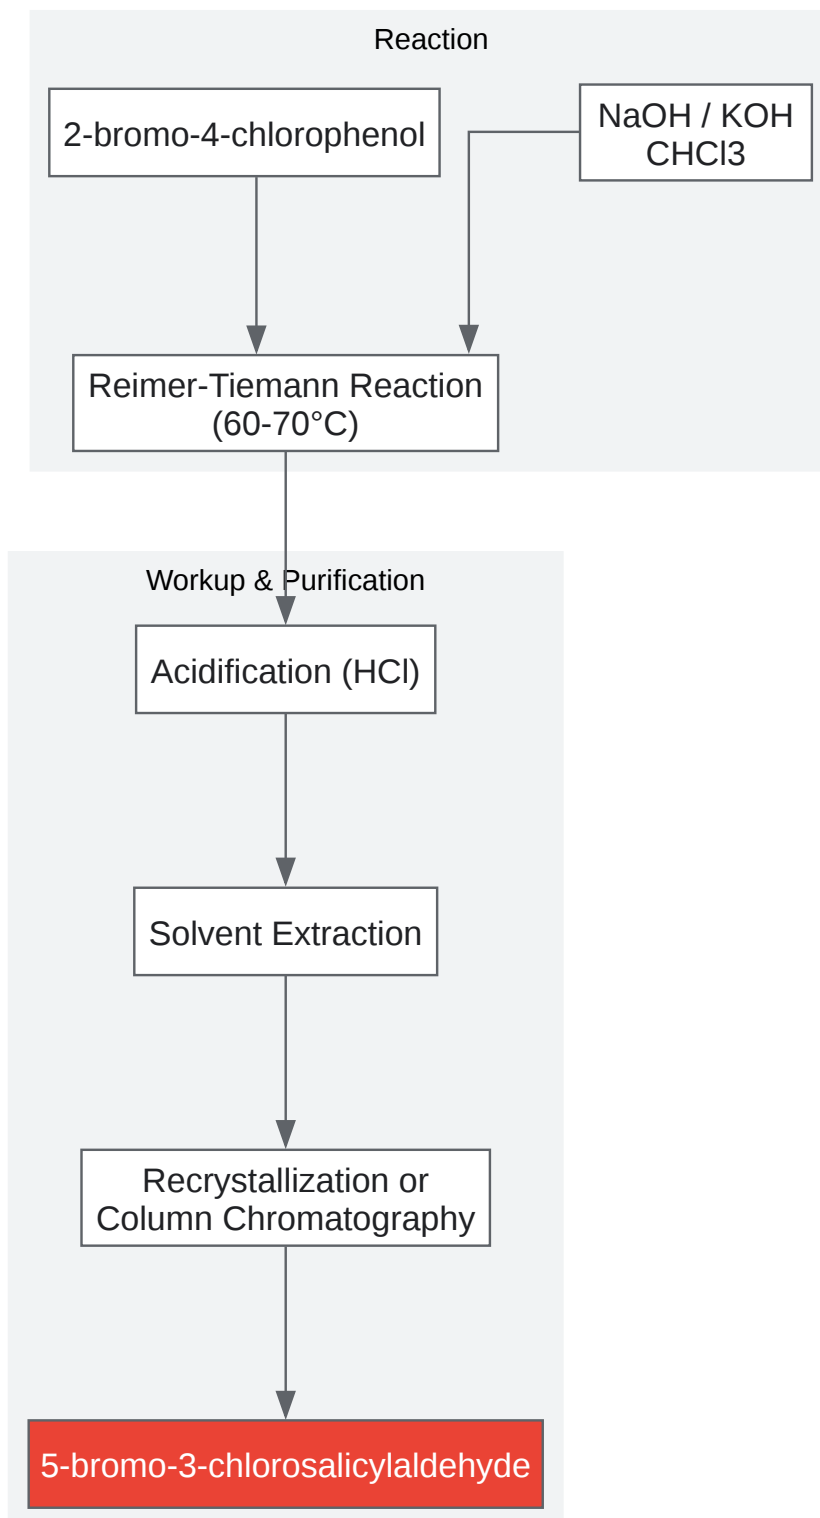 Reaction
2-bromo-4-chlorophenol
NaOH / KOH
CHCl3
Reimer-Tiemann Reaction
(60-70°C)
Workup & Purification
Acidification (HCl)
Solvent Extraction
Recrystallization or
Column Chromatography
5-bromo-3-chlorosalicylaldehyde